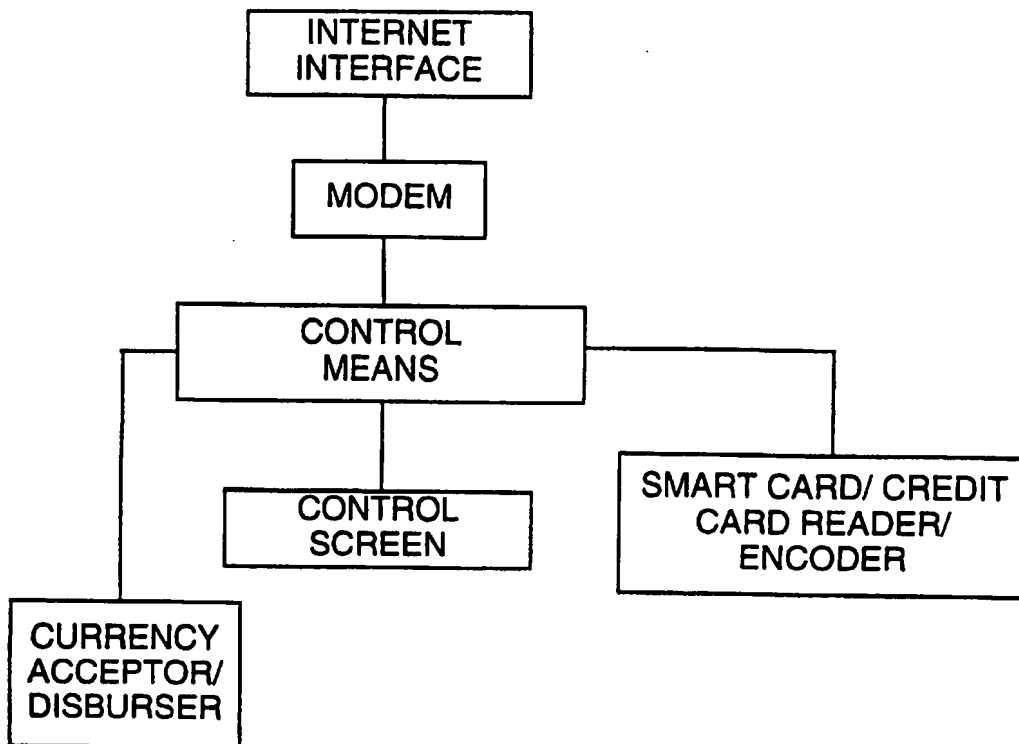 INTERNET
INTERFACE
MODEM
CONTROL
MEANS
CONTROL
SCREEN
SMART CARD/ CREDIT
CARD READER/
ENCODER
CURRENCY
ACCEPTOR/
DISBURSER